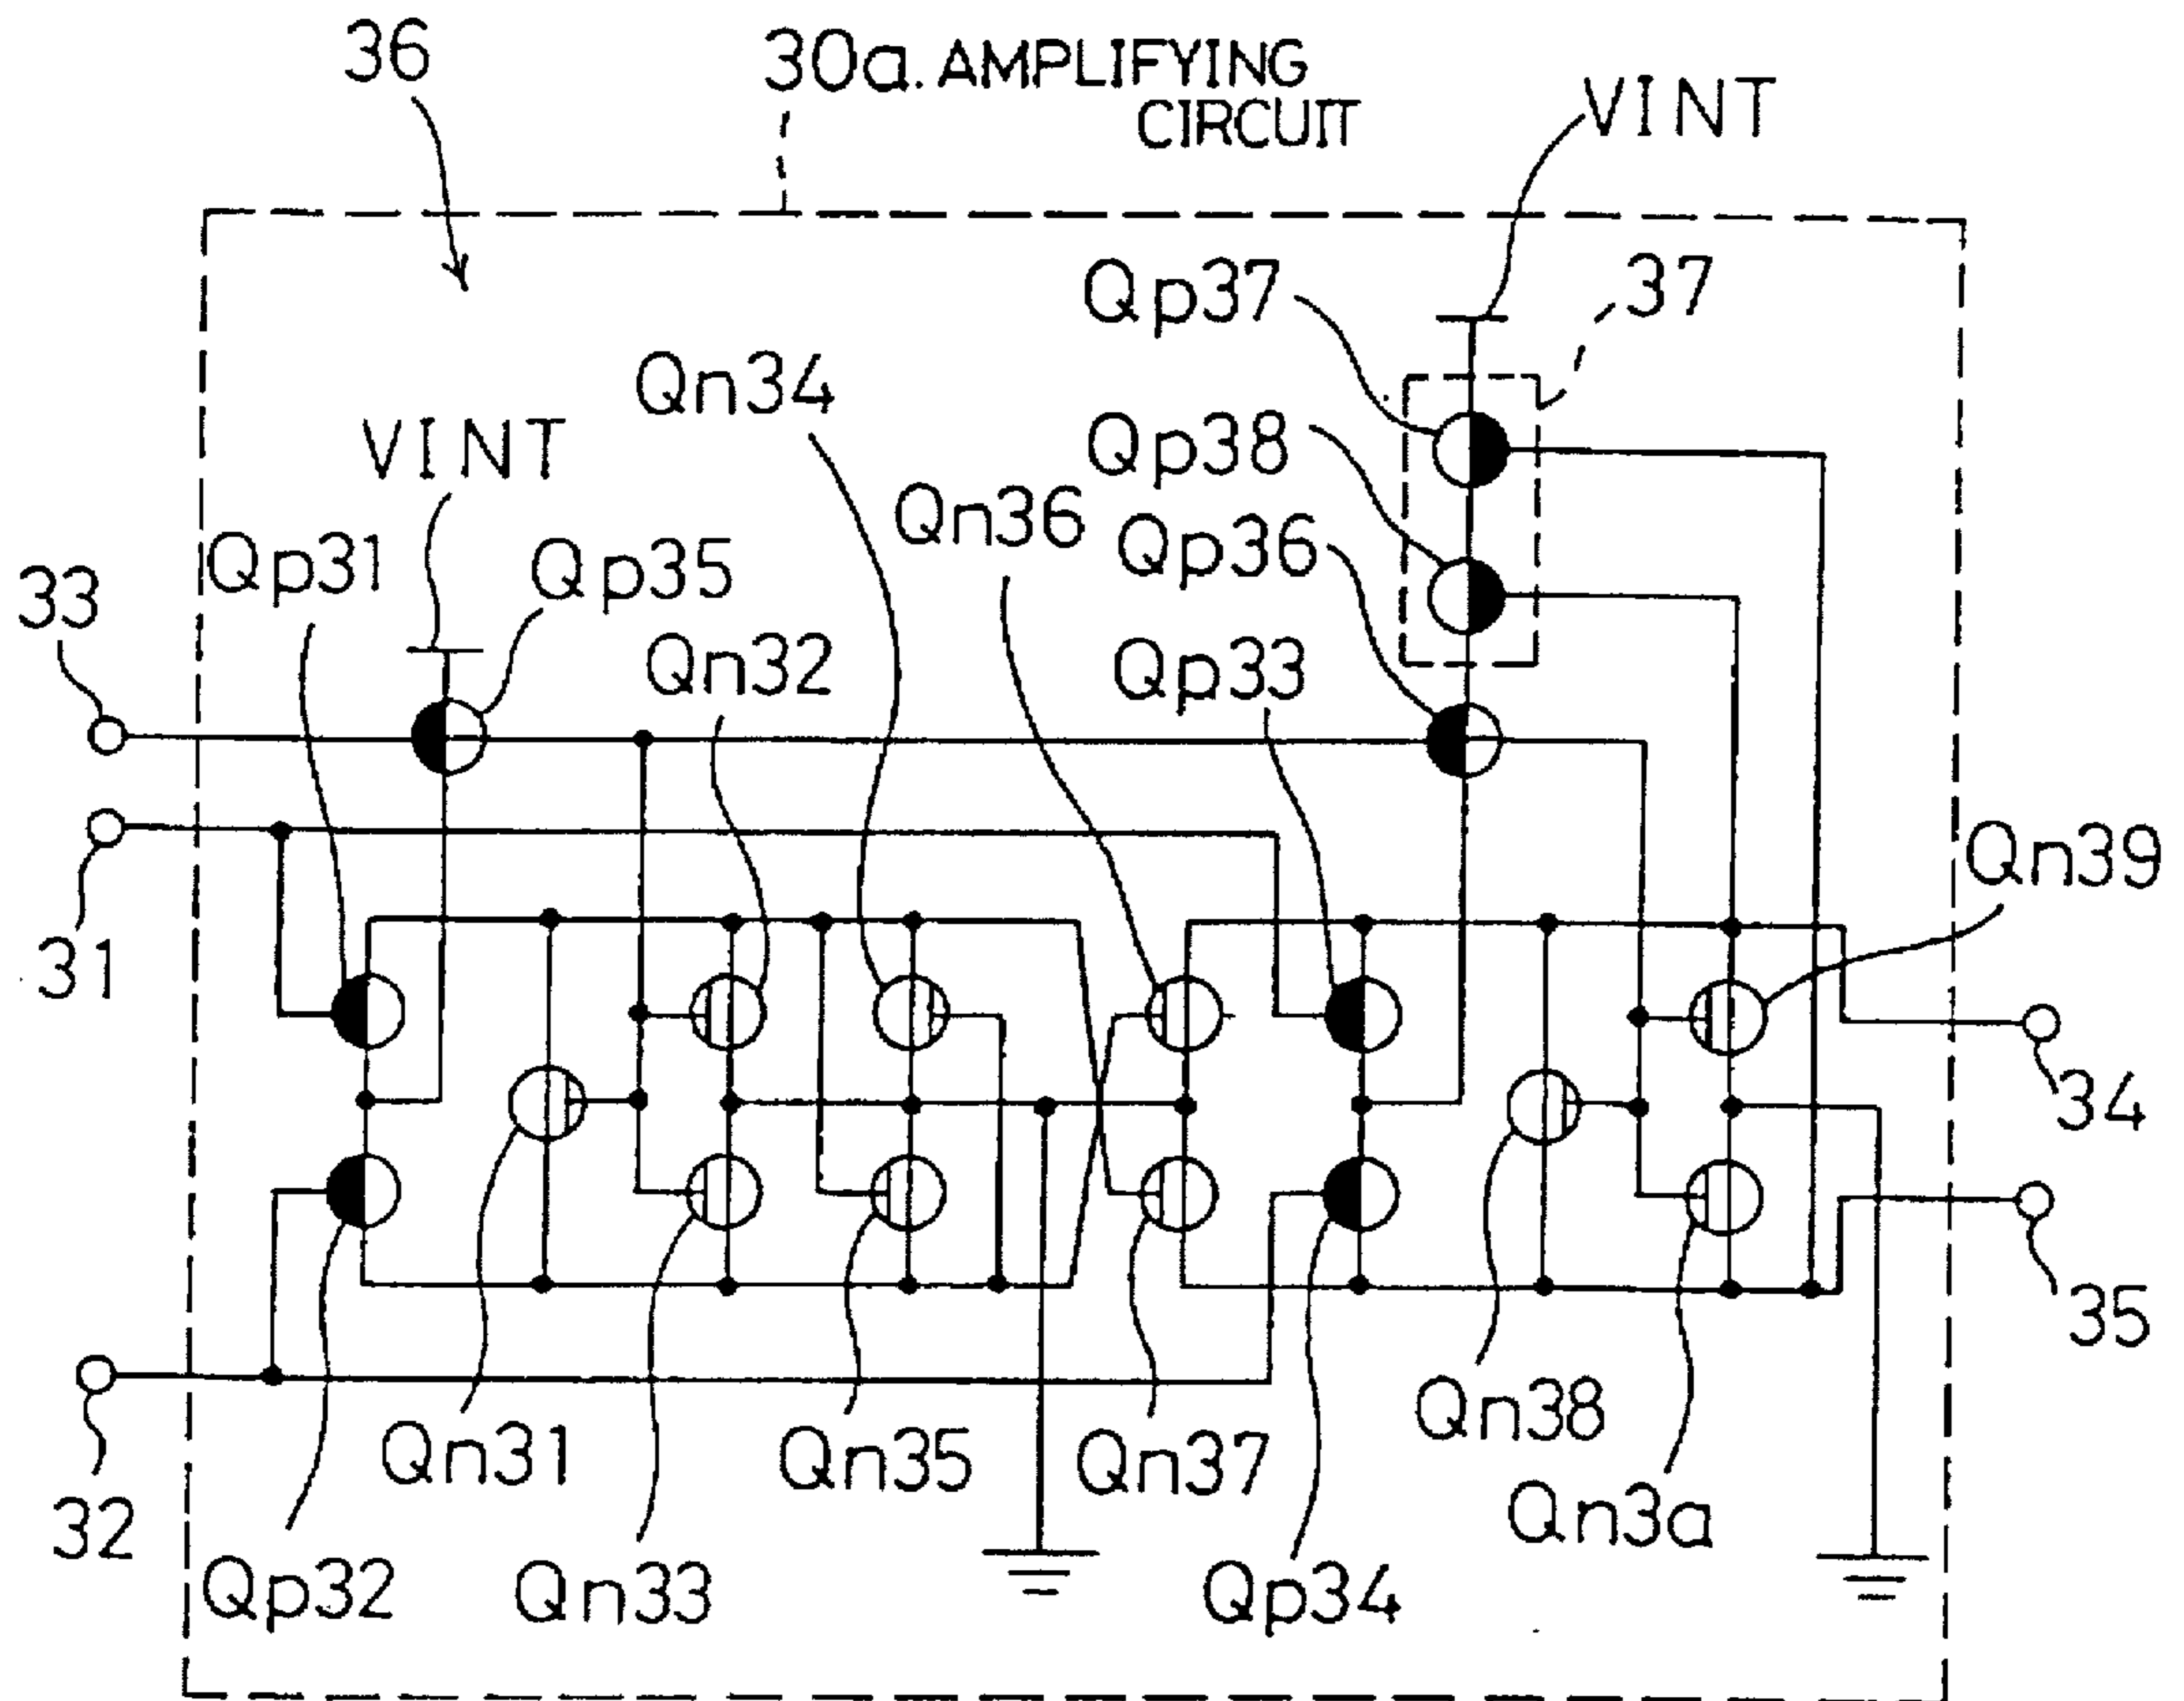 36
30a. AMPLIFYING
CIRCUIT
VINT
Qp37
37
Qn34
VINT
Qp38
Qn36
Qp36
Qp31
Qp35
33
Qn32
Qp33
Qn39
31
34
35
Qn31
Qn35
Qn37
Qn38
32
Qp32
Qn33
Qp34
Qn3a